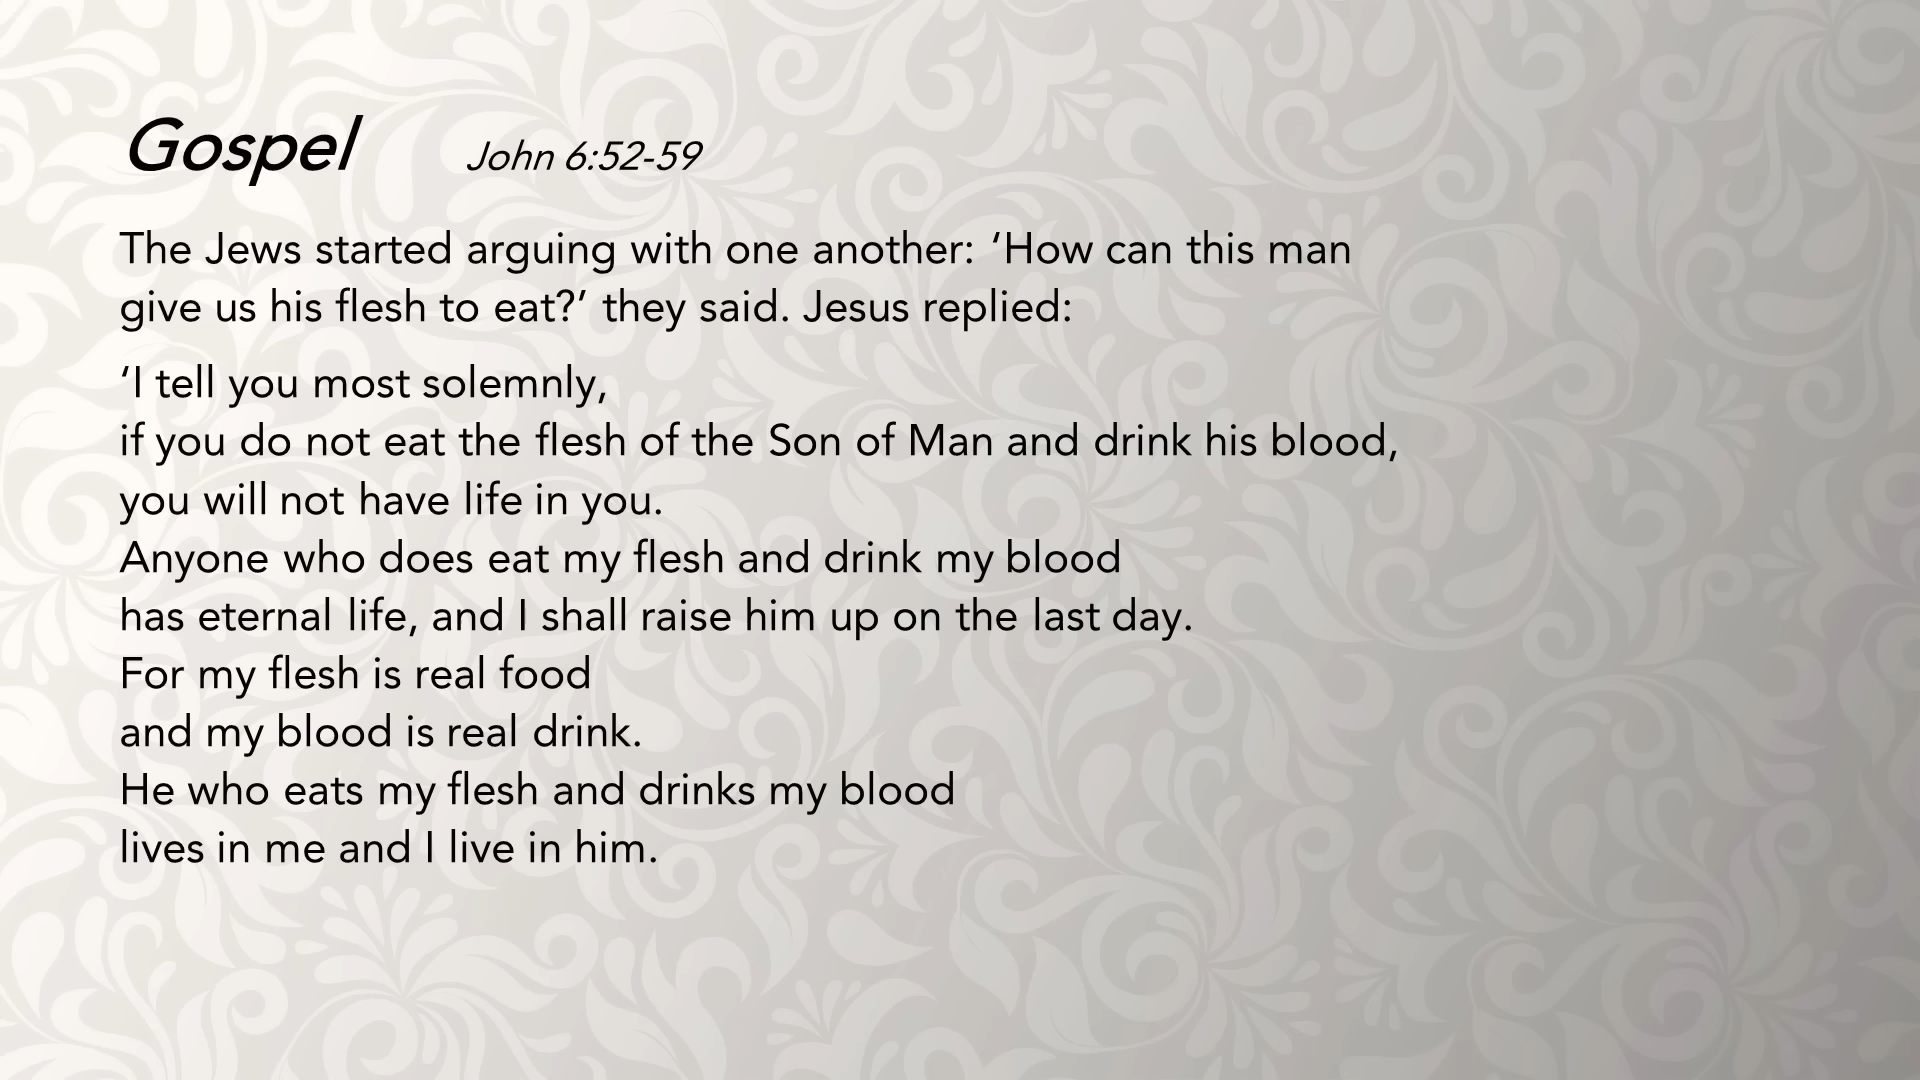 Gospel John 6:52-59
The Jews started arguing with one another: ‘How can this man
give us his flesh to eat?’ they said. Jesus replied:
‘I tell you most solemnly,
if you do not eat the flesh of the Son of Man and drink his blood,
you will not have life in you.
Anyone who does eat my flesh and drink my blood
has eternal life, and I shall raise him up on the last day.
For my flesh is real food
and my blood is real drink.
He who eats my flesh and drinks my blood
lives in me and I live in him.